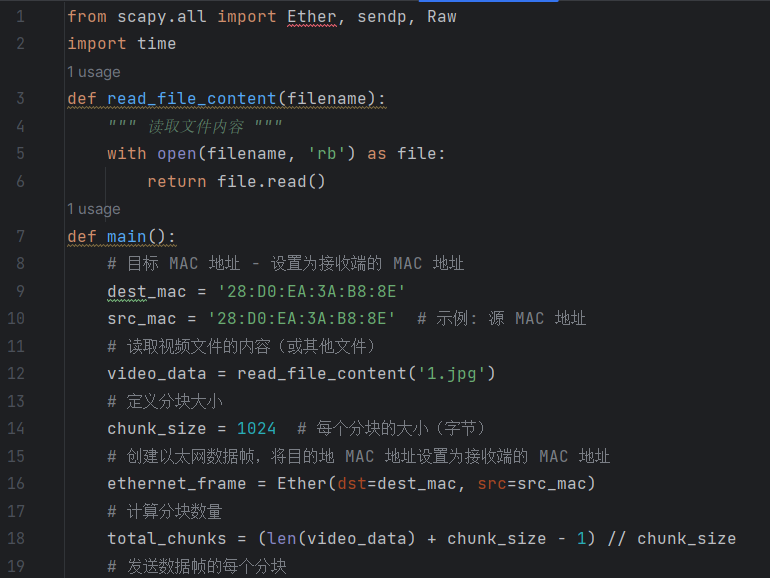 1 from scapy.all import Ether, sendp, Raw
2 import time
1 usage
3 def read_file_content(filename):
4 """ 读取文件内容 """
5 with open(filename, 'rb') as file:
6 return file.read()
1 usage
7 def main():
8 # 目标 MAC 地址 - 设置为接收端的 MAC 地址
9 dest_mac = '28:D0:EA:3A:B8:8E'
10 src_mac = '28:D0:EA:3A:B8:8E' # 示例: 源 MAC 地址
11 # 读取视频文件的内容（或其他文件）
12 video_data = read_file_content('1.jpg')
13 # 定义分块大小
14 chunk_size = 1024 # 每个分块的大小（字节）
15 # 创建以太网数据帧，将目的地 MAC 地址设置为接收端的 MAC 地址
16 ethernet_frame = Ether(dst=dest_mac, src=src_mac)
17 # 计算分块数量
18 total_chunks = (len(video_data) + chunk_size - 1) // chunk_size
19 # 发送数据帧的每个分块